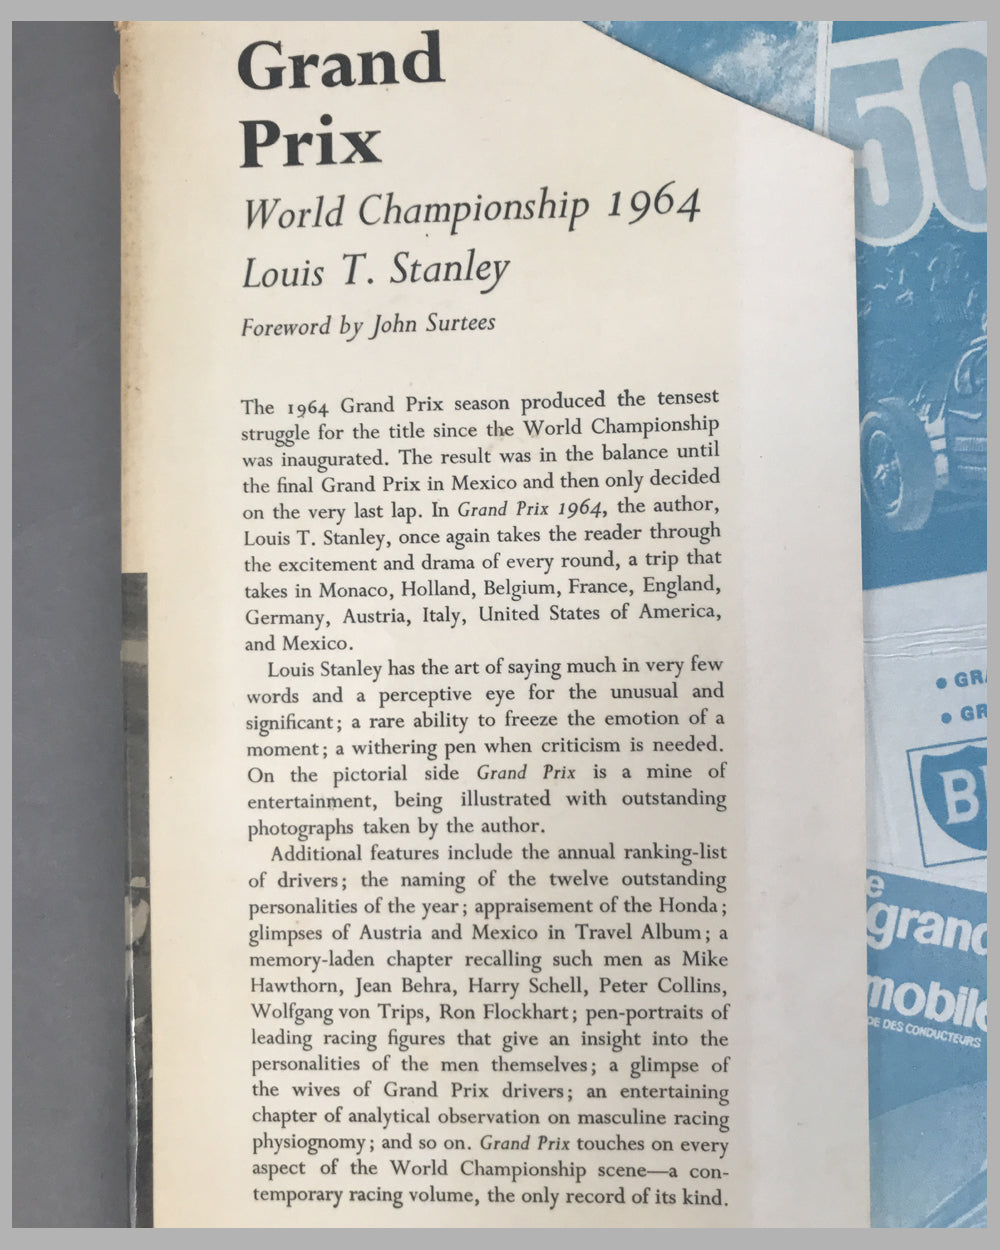 Grand
Prix
World Championship 1964
Louis T. Stanley
Foreword by John Surtees
The 1964 Grand Prix season produced the tensest
struggle for the title since the World Championship
was inaugurated. The result was in the balance until
the final Grand Prix in Mexico and then only decided
on the very last lap. In Grand Prix 1964, the author,
Louis T. Stanley, once again takes the reader through
the excitement and drama of every round, a trip that
takes in Monaco, Holland, Belgium, France, England,
Germany, Austria, Italy, United States of America,
and Mexico.
Louis Stanley has the art of saying much in very few
words and a perceptive eye for the unusual and
significant; a rare ability to freeze the emotion of a
moment; a withering pen when criticism is needed.
On the pictorial side Grand Prix is a mine of
entertainment, being illustrated with outstanding
photographs taken by the author.
Additional features include the annual ranking-list
of drivers; the naming of the twelve outstanding
personalities of the year; appraisement of the Honda;
glimpses of Austria and Mexico in Travel Album; a
memory-laden chapter recalling such men as Mike
Hawthorn, Jean Behra, Harry Schell, Peter Collins,
Wolfgang von Trips, Ron Flockhart; pen-portraits of
leading racing figures that give an insight into the
personalities of the men themselves; a glimpse of
the wives of Grand Prix drivers; an entertaining
chapter of analytical observation on masculine racing
physiognomy; and so on. Grand Prix touches on every
aspect of the World Championship scene—a con-
temporary racing volume, the only record of its kind.
50
• GRA
• GR
B
e
grand
mobile
DE DES CONDUCTEURS